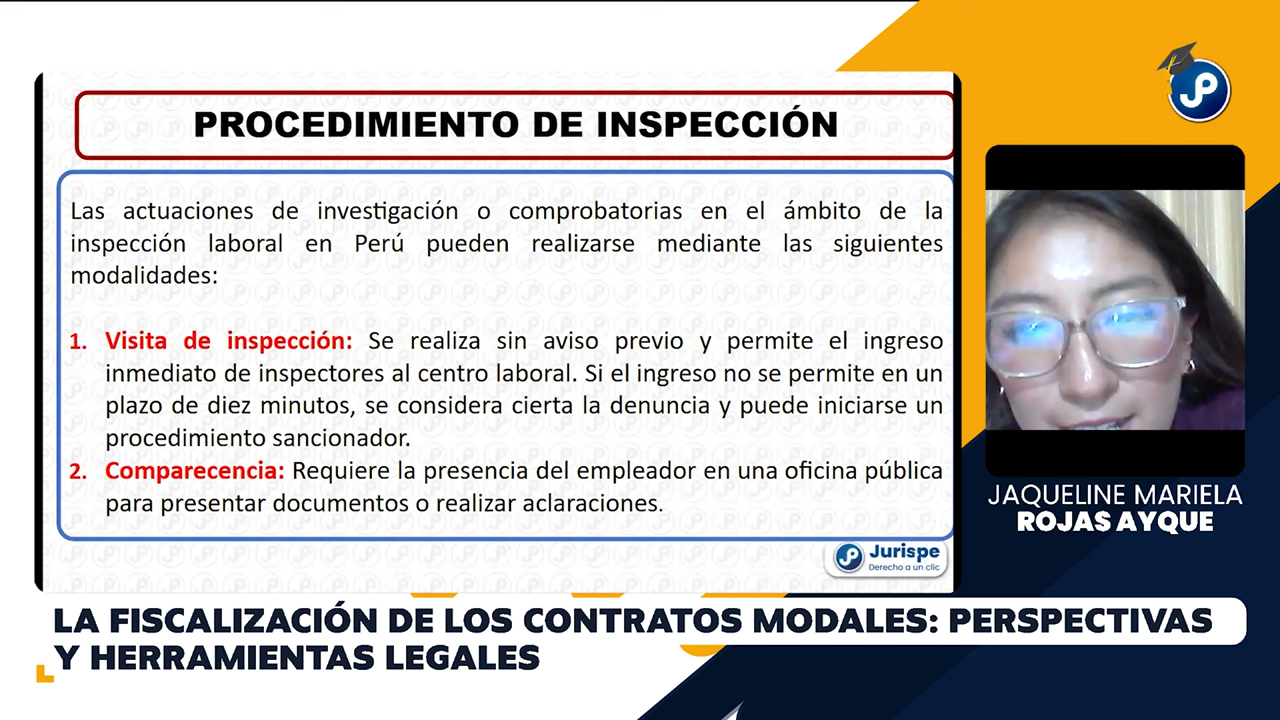 PROCEDIMIENTO DE INSPECCIÓN
Las actuaciones de investigación o comprobatorias en el ámbito de la
inspección laboral en Perú pueden realizarse mediante las siguientes
modalidades:
1. Visita de inspección: Se realiza sin aviso previo y permite el ingreso
inmediato de inspectores al centro laboral. Si el ingreso no se permite en un
plazo de diez minutos, se considera cierta la denuncia y puede iniciarse un
procedimiento sancionador.
2. Comparecencia: Requiere la presencia del empleador en una oficina pública
para presentar documentos o realizar aclaraciones.
JP Jurispe
Derecho a un clic
JP
JAQUELINE MARIELA
ROJAS AYQUE
LA FISCALIZACIÓN DE LOS CONTRATOS MODALES: PERSPECTIVAS
Y HERRAMIENTAS LEGALES